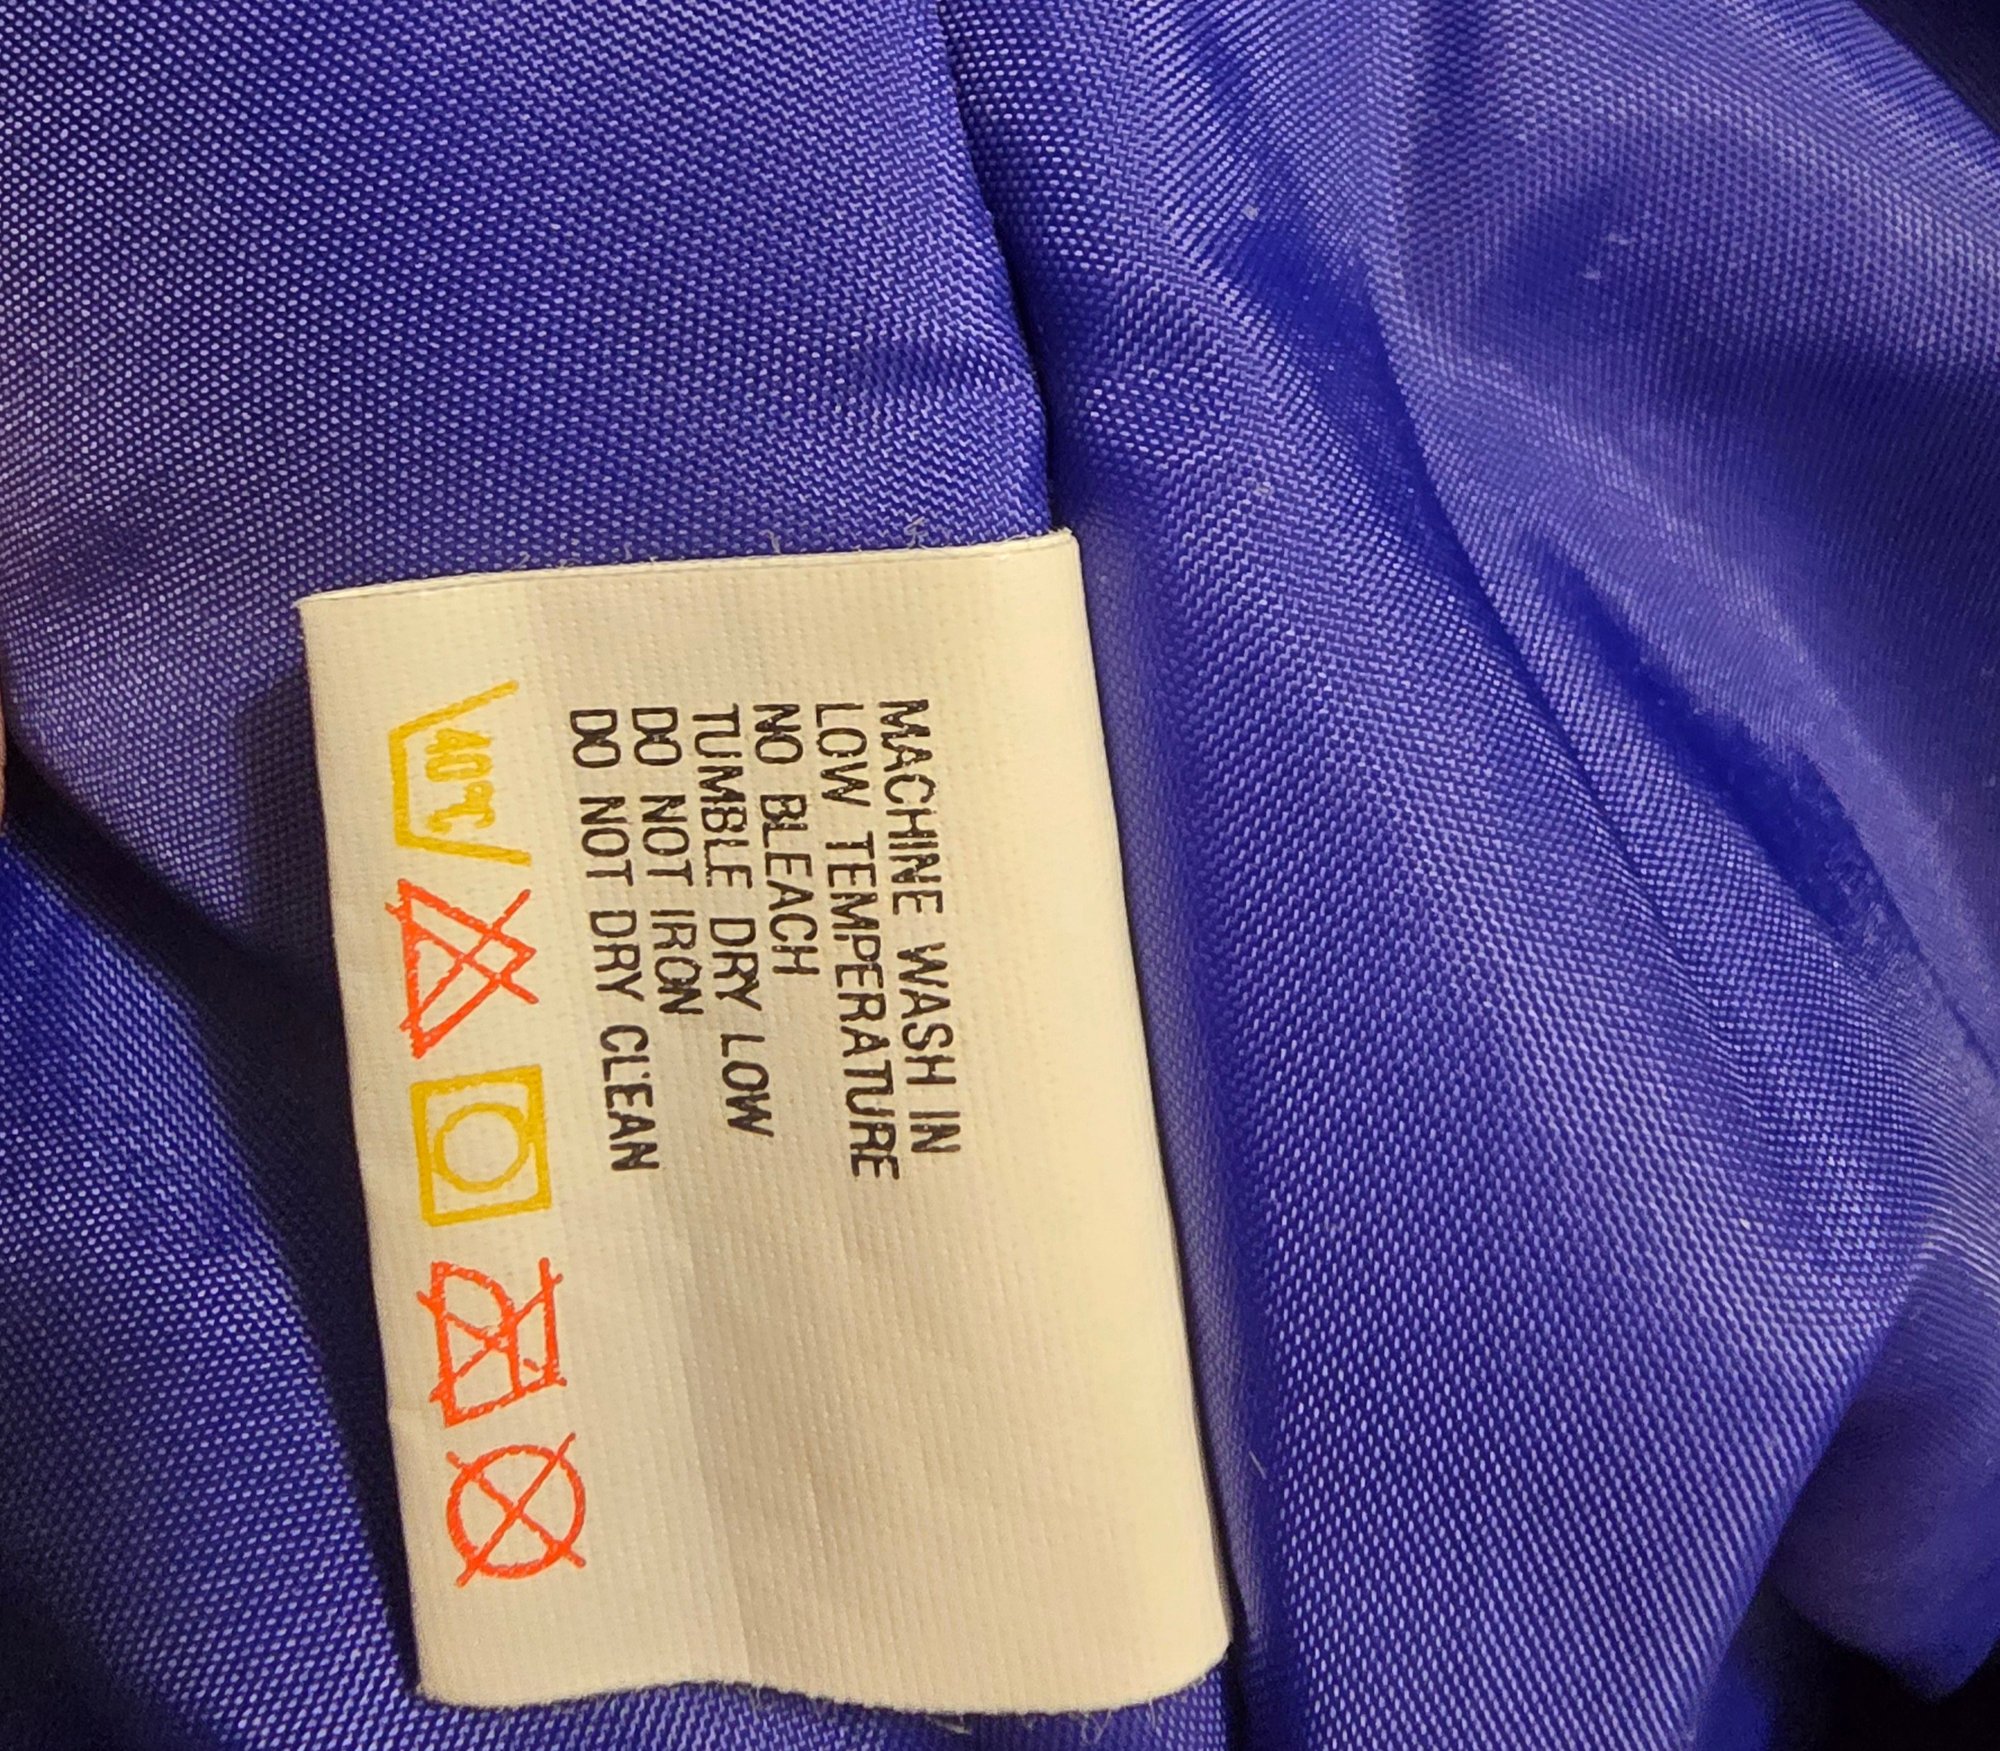 MACHINE WASH IN
LOW TEMPERATURE
NO BLEACH
TUMBLE DRY LOW
DO NOT IRON
DO NOT DRY CLEAN
40℃